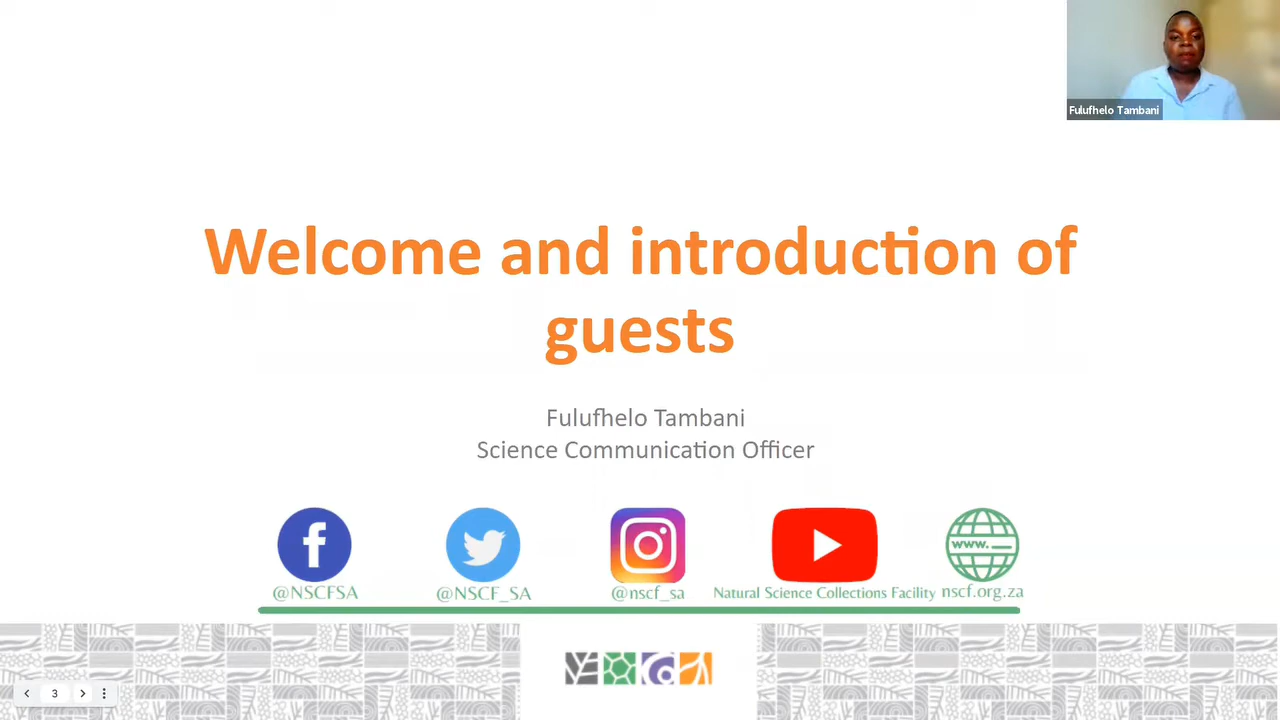 Fulufhelo Tambani
Welcome and introduction of
guests
Fulufhelo Tambani
Science Communication Officer
www.
@NSCFSA
@NSCF_SA
@nscf_sa
Natural Science Collections Facility
nscf.org.za
3